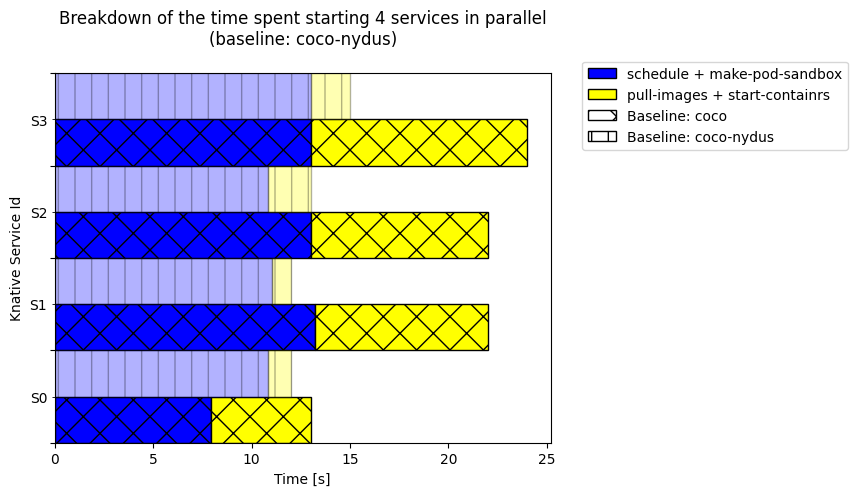 Breakdown of the time spent starting 4 services in parallel
(baseline: coco-nydus)
schedule + make-pod-sandbox
pull-images + start-containrs
Baseline: coco
Baseline: coco-nydus
Knative Service Id
S3
S2
S1
S0
0 5 10 15 20 25
Time [s]